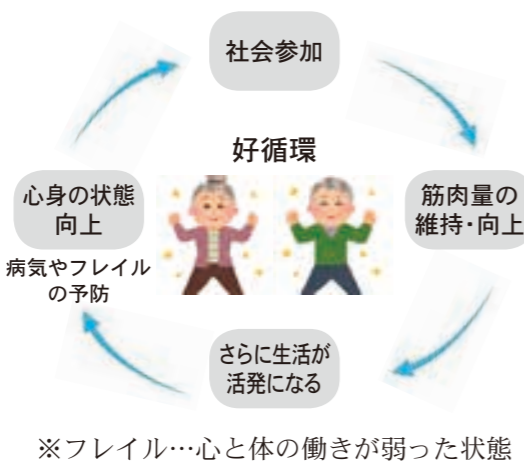 社会参加
好循環
筋肉量の
維持・向上
さらに生活が
活発になる
心身の状態
向上
病気やフレイル
の予防
※フレイル…心と体の働きが弱った状態